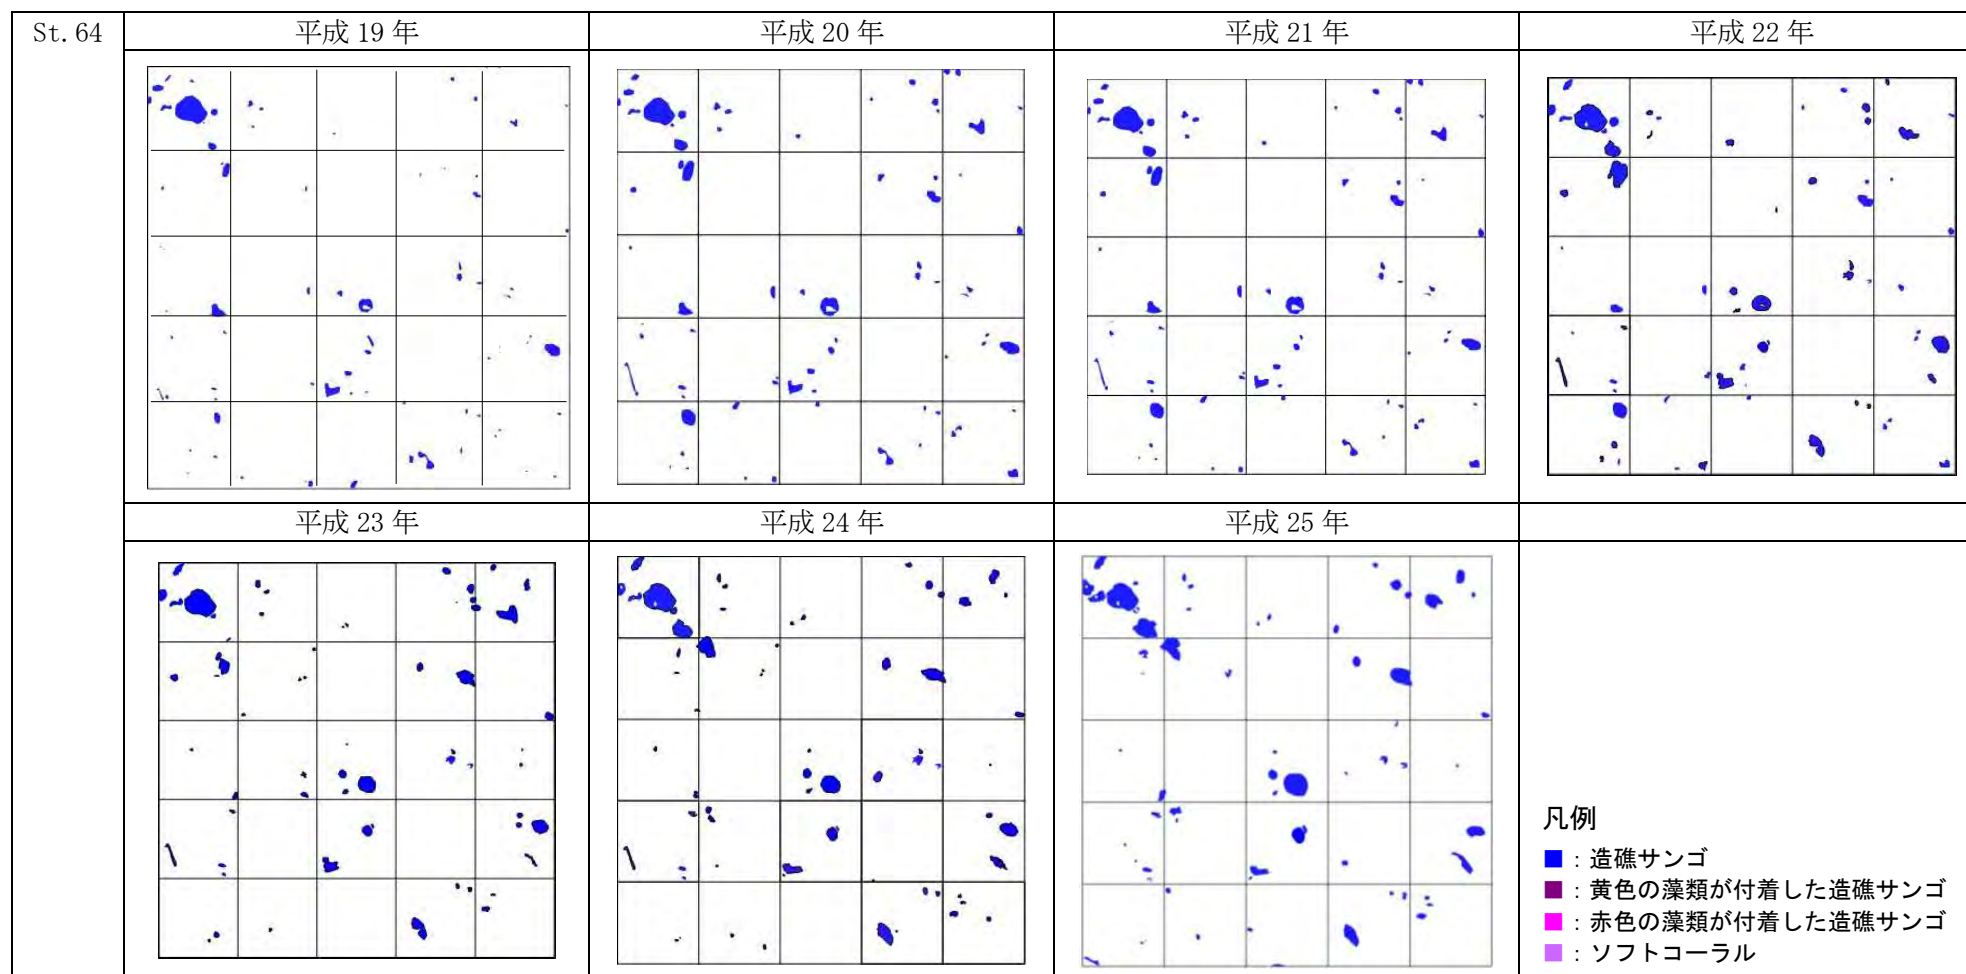 St.64 平成 19 年 平成 20 年 平成 21 年 平成 22 年
平成 23 年 平成 24 年 平成 25 年
凡例
■：造礁サンゴ
■：黄色の藻類が付着した造礁サンゴ
■：赤色の藻類が付着した造礁サンゴ
■：ソフトコーラル